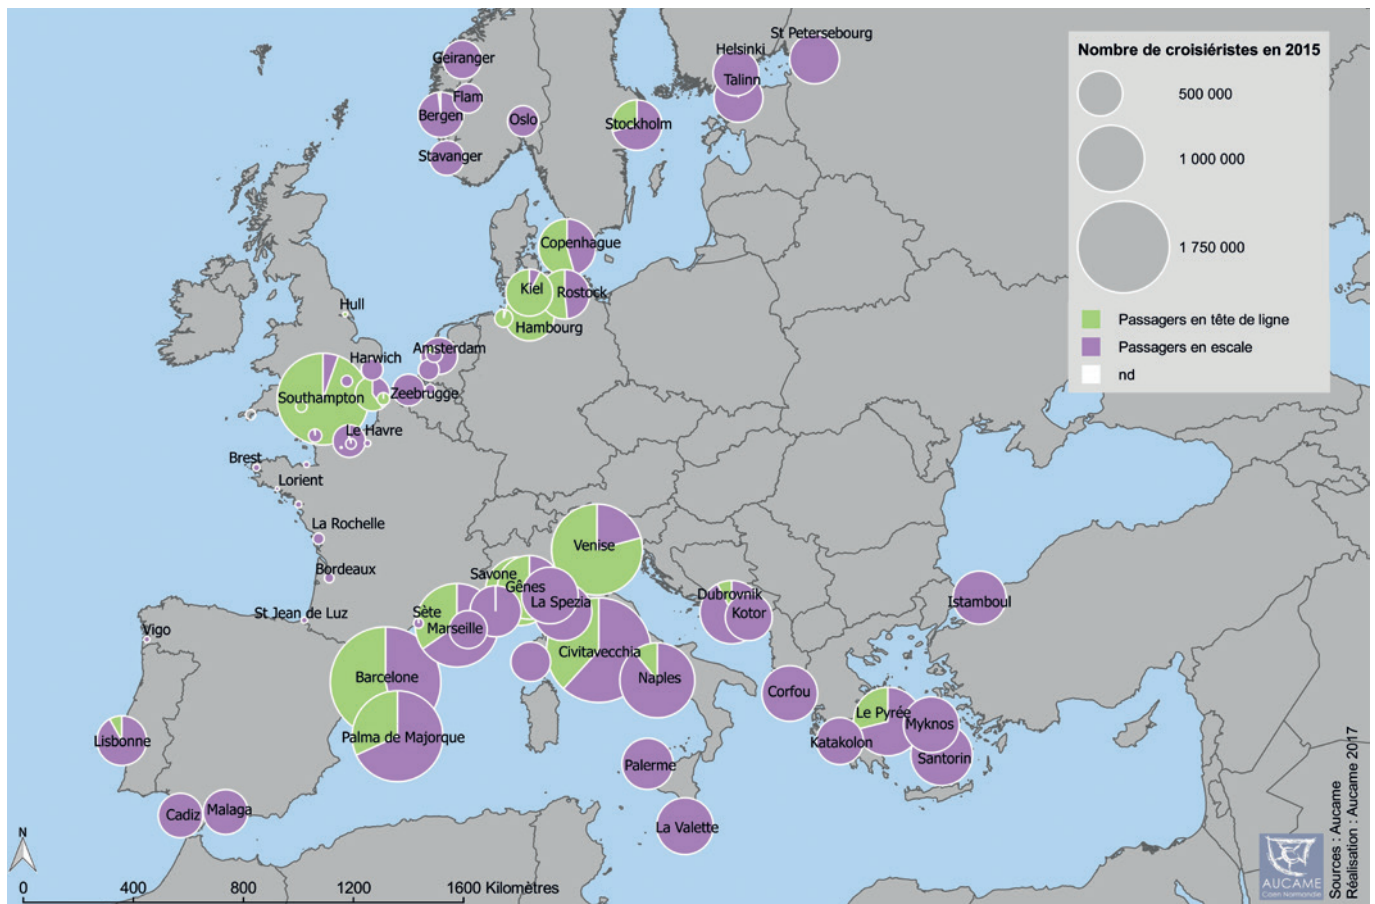 Nombre de croisiéristes en 2015
500 000
1 000 000
1 750 000
Passagers en tête de ligne
Passagers en escale
nd
St Petersebourg
Helsinki
Talinn
Geiranger
Flam
Bergen
Oslo
Stavanger
Stockholm
Copenhague
Kiel
Rostock
Hambourg
Hull
Harwich
Amsterdam
Southampton
Zeebrugge
Le Havre
Brest
Lorient
La Rochelle
Bordeaux
St Jean de Luz
Vigo
Sète
Marseille
Savone
Gênes
La Spezia
Venise
Dubrovnik
Kotor
Istamboul
Civitavecchia
Naples
Barcelone
Palma de Majorque
Lisbonne
Cadiz
Malaga
Palerme
La Valette
Corfou
Katakolon
Le Pyrée
Myknos
Santorin
N
0 400 800 1200 1600 Kilomètres
Sources : Aucame
Réalisation : Aucame 2017
AUCAME
Caen Normandie